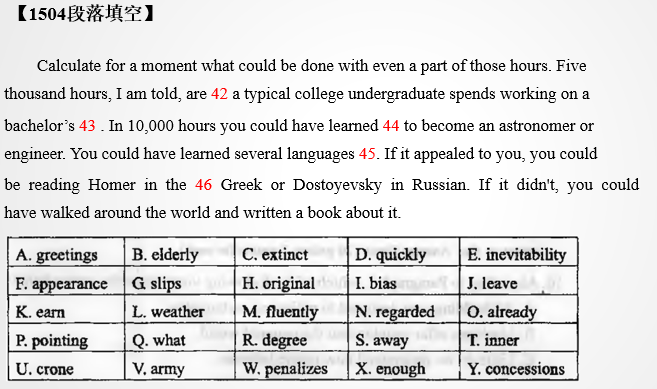 【1504段落填空】
Calculate for a moment what could be done with even a part of those hours. Five
thousand hours, I am told, are 42 a typical college undergraduate spends working on a
bachelor's 43 . In 10,000 hours you could have learned 44 to become an astronomer or
engineer. You could have learned several languages 45. If it appealed to you, you could
be reading Homer in the 46 Greek or Dostoyevsky in Russian. If it didn't, you could
have walked around the world and written a book about it.
A. greetings B. elderly C. extinct D. quickly E. inevitability
F. appearance G. slips H. original I. bias J. leave
K. earn L. weather M. fluently N. regarded O. already
P. pointing Q. what R. degree S. away T. inner
U. crone V. army W. penalizes X. enough Y. concessions